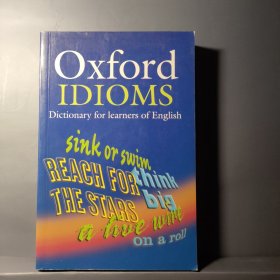 Oxford
IDIOMS
Dictionary for learners of English
sink or swim
REACH FOR
THE STARS
think
big
a live wire
on a roll